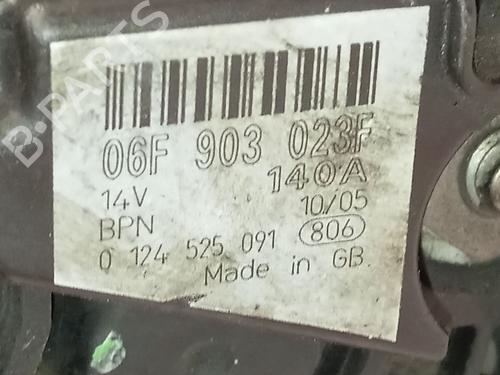 B-PARTS
06F 903 023F
14V 140A
BPN 10/05
0 124 525 091 806
Made in GB.